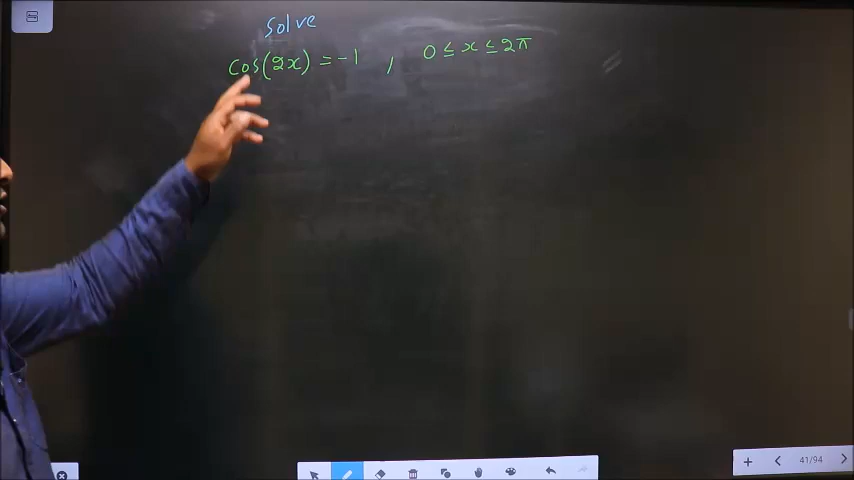 Solve
cos(2x) = -1 , 0 ≤ x ≤ 2π
41/94